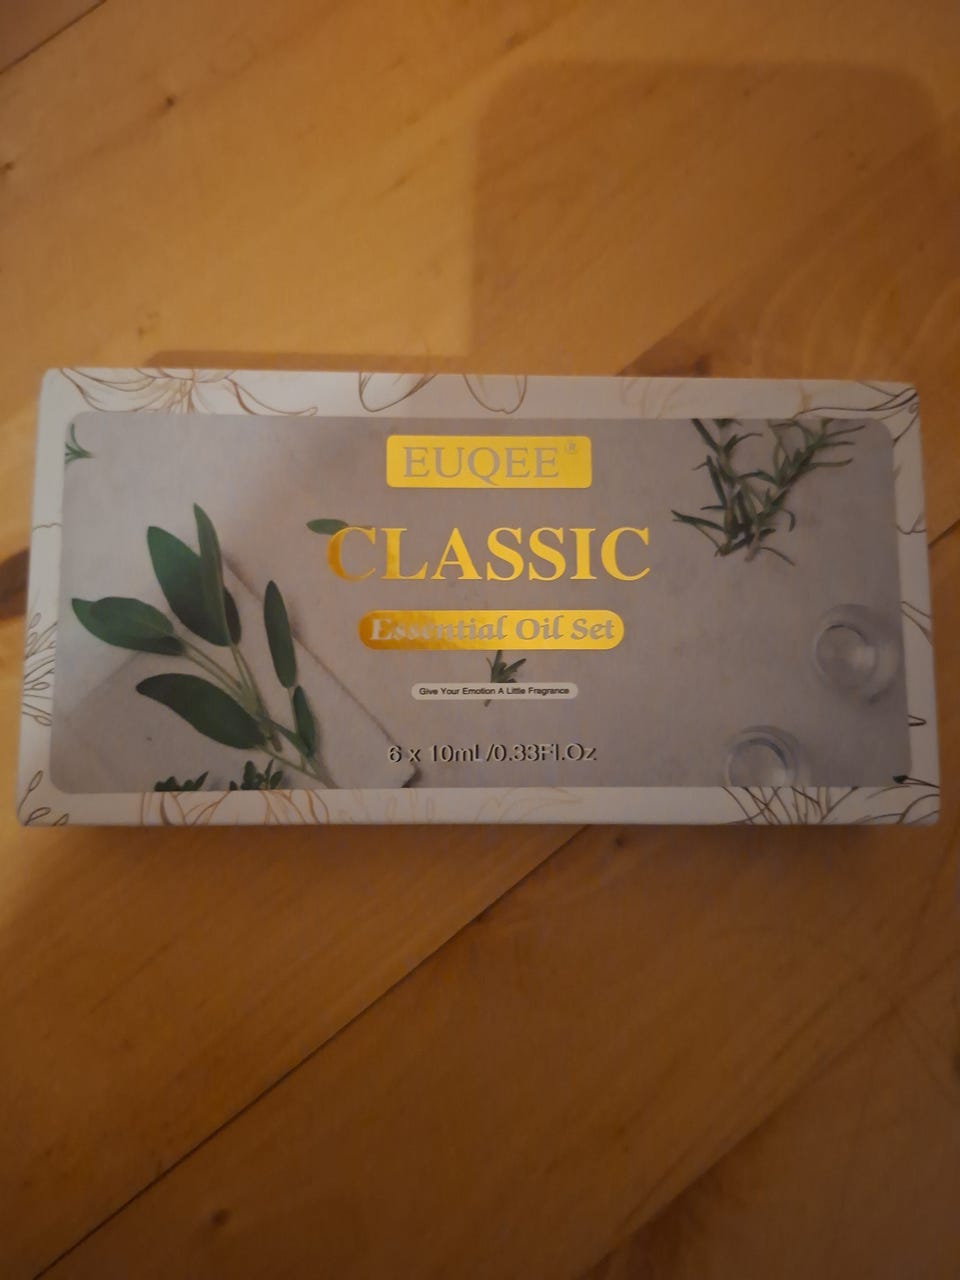 EUQEE®
CLASSIC
Essential Oil Set
Give Your Emotion A Little Fragrance
6 x 10ml /0.33Fl.Oz